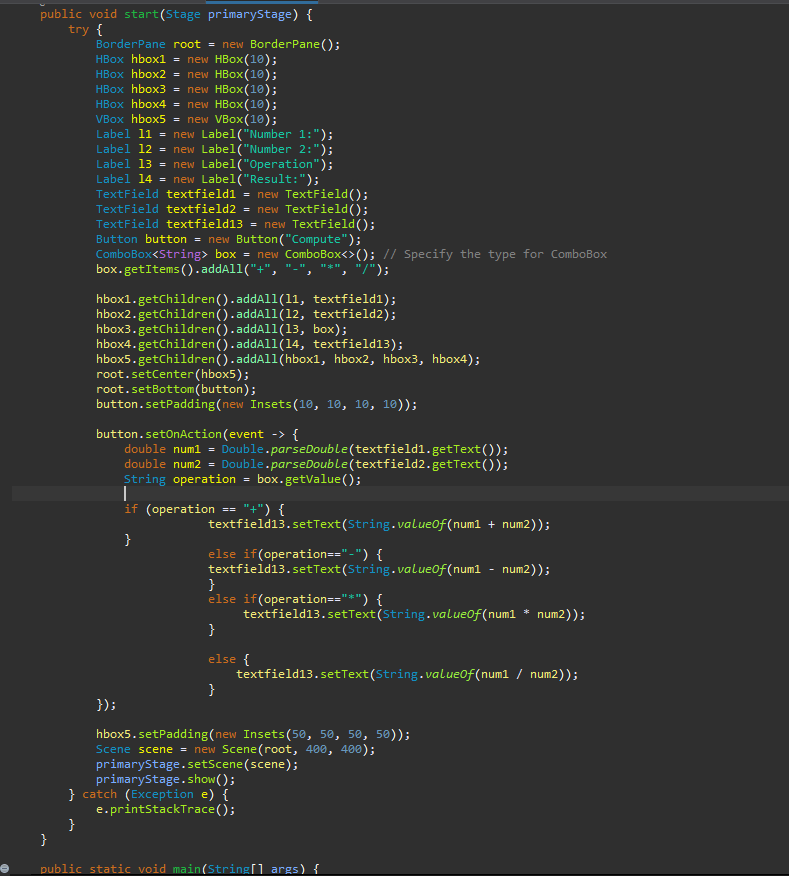 public void start(Stage primaryStage) {
try {
BorderPane root = new BorderPane();
HBox hbox1 = new HBox(10);
HBox hbox2 = new HBox(10);
HBox hbox3 = new HBox(10);
HBox hbox4 = new HBox(10);
VBox hbox5 = new VBox(10);
Label l1 = new Label("Number 1:");
Label l2 = new Label("Number 2:");
Label l3 = new Label("Operation");
Label l4 = new Label("Result:");
TextField textfield1 = new TextField();
TextField textfield2 = new TextField();
TextField textfield13 = new TextField();
Button button = new Button("Compute");
ComboBox<String> box = new ComboBox<>(); // Specify the type for ComboBox
box.getItems().addAll("+", "-", "*", "/");
hbox1.getChildren().addAll(l1, textfield1);
hbox2.getChildren().addAll(l2, textfield2);
hbox3.getChildren().addAll(l3, box);
hbox4.getChildren().addAll(l4, textfield13);
hbox5.getChildren().addAll(hbox1, hbox2, hbox3, hbox4);
root.setCenter(hbox5);
root.setBottom(button);
button.setPadding(new Insets(10, 10, 10, 10));
button.setOnAction(event -> {
double num1 = Double.parseDouble(textfield1.getText());
double num2 = Double.parseDouble(textfield2.getText());
String operation = box.getValue();
if (operation == "+") {
textfield13.setText(String.valueOf(num1 + num2));
}
else if(operation=="-") {
textfield13.setText(String.valueOf(num1 - num2));
}
else if(operation=="*") {
textfield13.setText(String.valueOf(num1 * num2));
}
else {
textfield13.setText(String.valueOf(num1 / num2));
}
});
hbox5.setPadding(new Insets(50, 50, 50, 50));
Scene scene = new Scene(root, 400, 400);
primaryStage.setScene(scene);
primaryStage.show();
} catch (Exception e) {
e.printStackTrace();
}
}
public static void main(String[] args) {